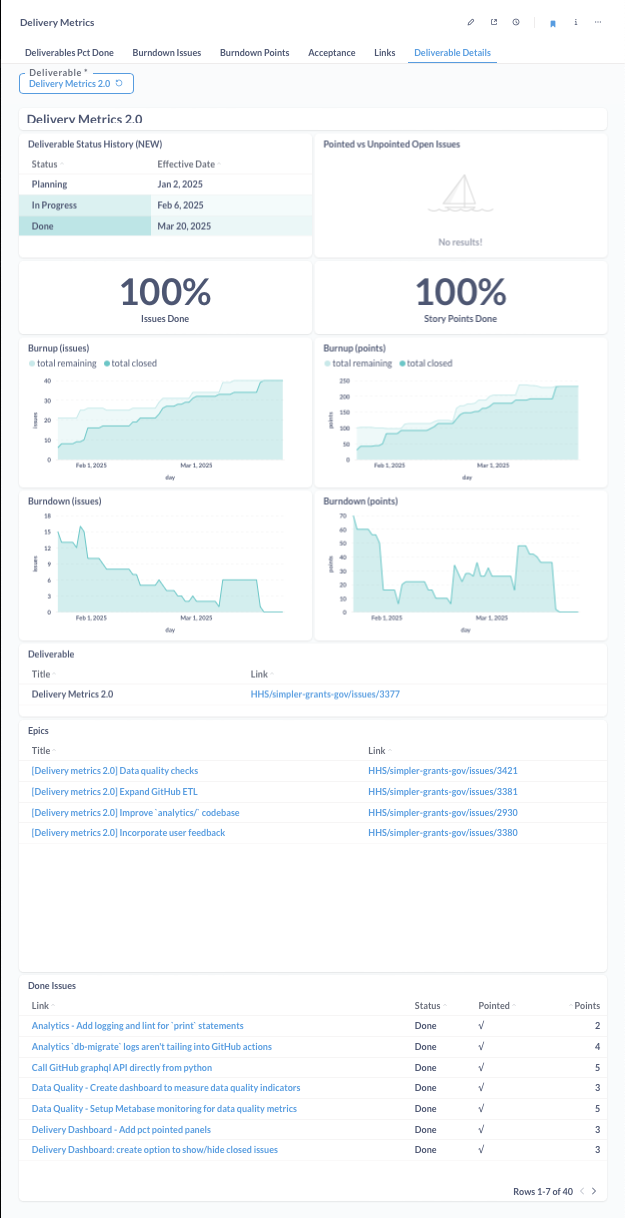 Delivery Metrics
Deliverables Pct Done Burndown Issues Burndown Points Acceptance Links Deliverable Details
Deliverable *
Delivery Metrics 2.0
Delivery Metrics 2.0
Deliverable Status History (NEW)
Status Effective Date
Planning Jan 2, 2025
In Progress Feb 6, 2025
Done Mar 20, 2025
Pointed vs Unpointed Open Issues
No results!
100%
Issues Done
100%
Story Points Done
Burnup (issues)
total remaining total closed
40
30
20
10
0
issues
Feb 1, 2025 Mar 1, 2025
day
Burnup (points)
total remaining total closed
250
200
150
100
50
0
points
Feb 1, 2025 Mar 1, 2025
day
Burndown (issues)
18
15
12
9
6
3
0
issues
Feb 1, 2025 Mar 1, 2025
day
Burndown (points)
70
60
50
40
30
20
10
0
points
Feb 1, 2025 Mar 1, 2025
day
Deliverable
Title Link
Delivery Metrics 2.0 HHS/simpler-grants-gov/issues/3377
Epics
Title Link
[Delivery metrics 2.0] Data quality checks HHS/simpler-grants-gov/issues/3421
[Delivery metrics 2.0] Expand GitHub ETL HHS/simpler-grants-gov/issues/3381
[Delivery metrics 2.0] Improve `analytics/` codebase HHS/simpler-grants-gov/issues/2930
[Delivery metrics 2.0] Incorporate user feedback HHS/simpler-grants-gov/issues/3380
Done Issues
Link Status Pointed Points
Analytics - Add logging and lint for `print` statements Done √ 2
Analytics `db-migrate` logs aren't tailing into GitHub actions Done √ 4
Call GitHub graphql API directly from python Done √ 5
Data Quality - Create dashboard to measure data quality indicators Done √ 3
Data Quality - Setup Metabase monitoring for data quality metrics Done √ 5
Delivery Dashboard - Add pct pointed panels Done √ 3
Delivery Dashboard: create option to show/hide closed issues Done √ 3
Rows 1-7 of 40